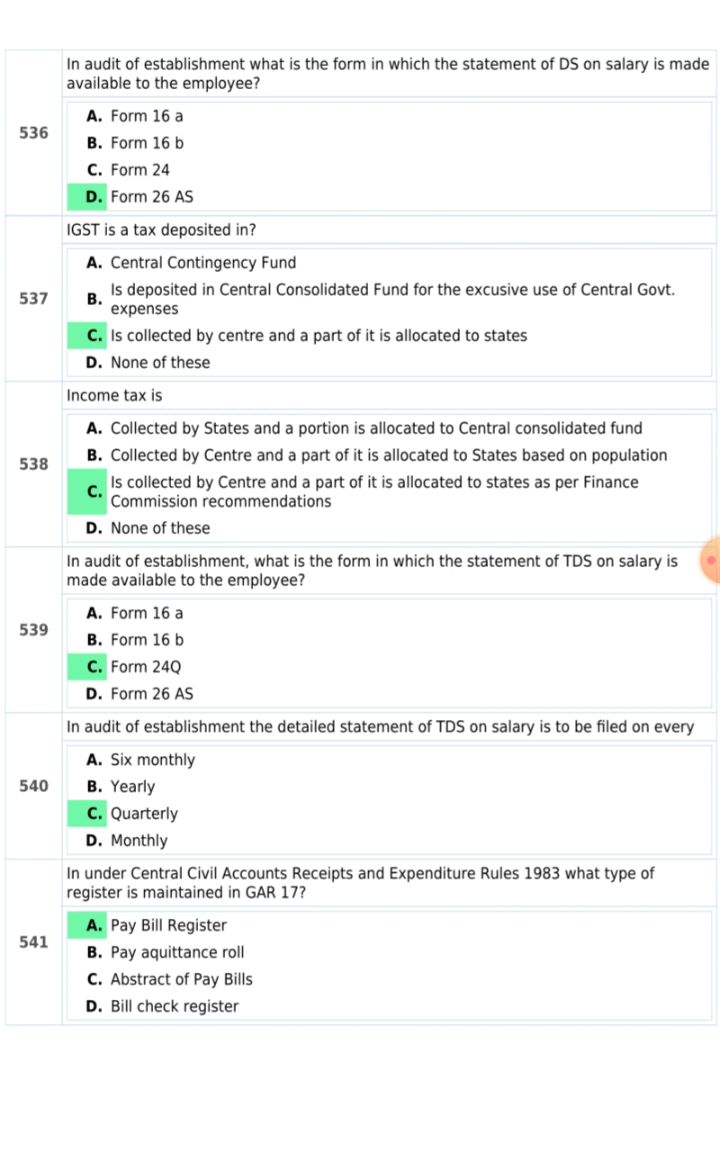 536
In audit of establishment what is the form in which the statement of DS on salary is made
available to the employee?
A. Form 16 a
B. Form 16 b
C. Form 24
D. Form 26 AS
537
IGST is a tax deposited in?
A. Central Contingency Fund
B. Is deposited in Central Consolidated Fund for the excusive use of Central Govt.
expenses
C. Is collected by centre and a part of it is allocated to states
D. None of these
538
Income tax is
A. Collected by States and a portion is allocated to Central consolidated fund
B. Collected by Centre and a part of it is allocated to States based on population
C. Is collected by Centre and a part of it is allocated to states as per Finance
Commission recommendations
D. None of these
539
In audit of establishment, what is the form in which the statement of TDS on salary is
made available to the employee?
A. Form 16 a
B. Form 16 b
C. Form 24Q
D. Form 26 AS
540
In audit of establishment the detailed statement of TDS on salary is to be filed on every
A. Six monthly
B. Yearly
C. Quarterly
D. Monthly
541
In under Central Civil Accounts Receipts and Expenditure Rules 1983 what type of
register is maintained in GAR 17?
A. Pay Bill Register
B. Pay aquittance roll
C. Abstract of Pay Bills
D. Bill check register